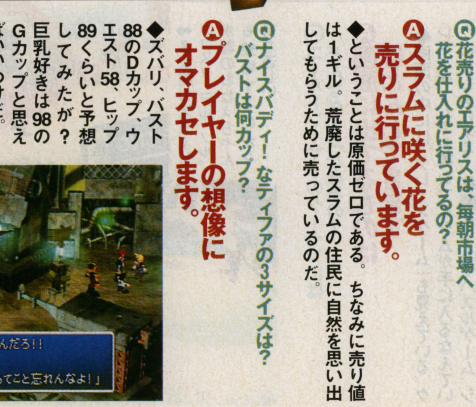 Q花売りのエアリスは、毎朝市場へ
花を仕入れに行ってるの?
Aスラムに咲く花を
売りに行っています。
◆ということは原価ゼロである。ちなみに売り値
は1ギル。荒廃したスラムの住民に自然を思い出
してもらうために売っているのだ。
Qナイスバディ!なティファの3サイズは?
バストは何カップ?
Aプレイヤーの想像に
オマカセします。
◆ズバリ、バスト
88のDカップ、ウ
エスト58、ヒップ
89くらいと予想
してみたが?
巨乳好きは98の
Gカップと思え
ばいいわけだ。
んだろ!!
ってこと忘れんなよ!」